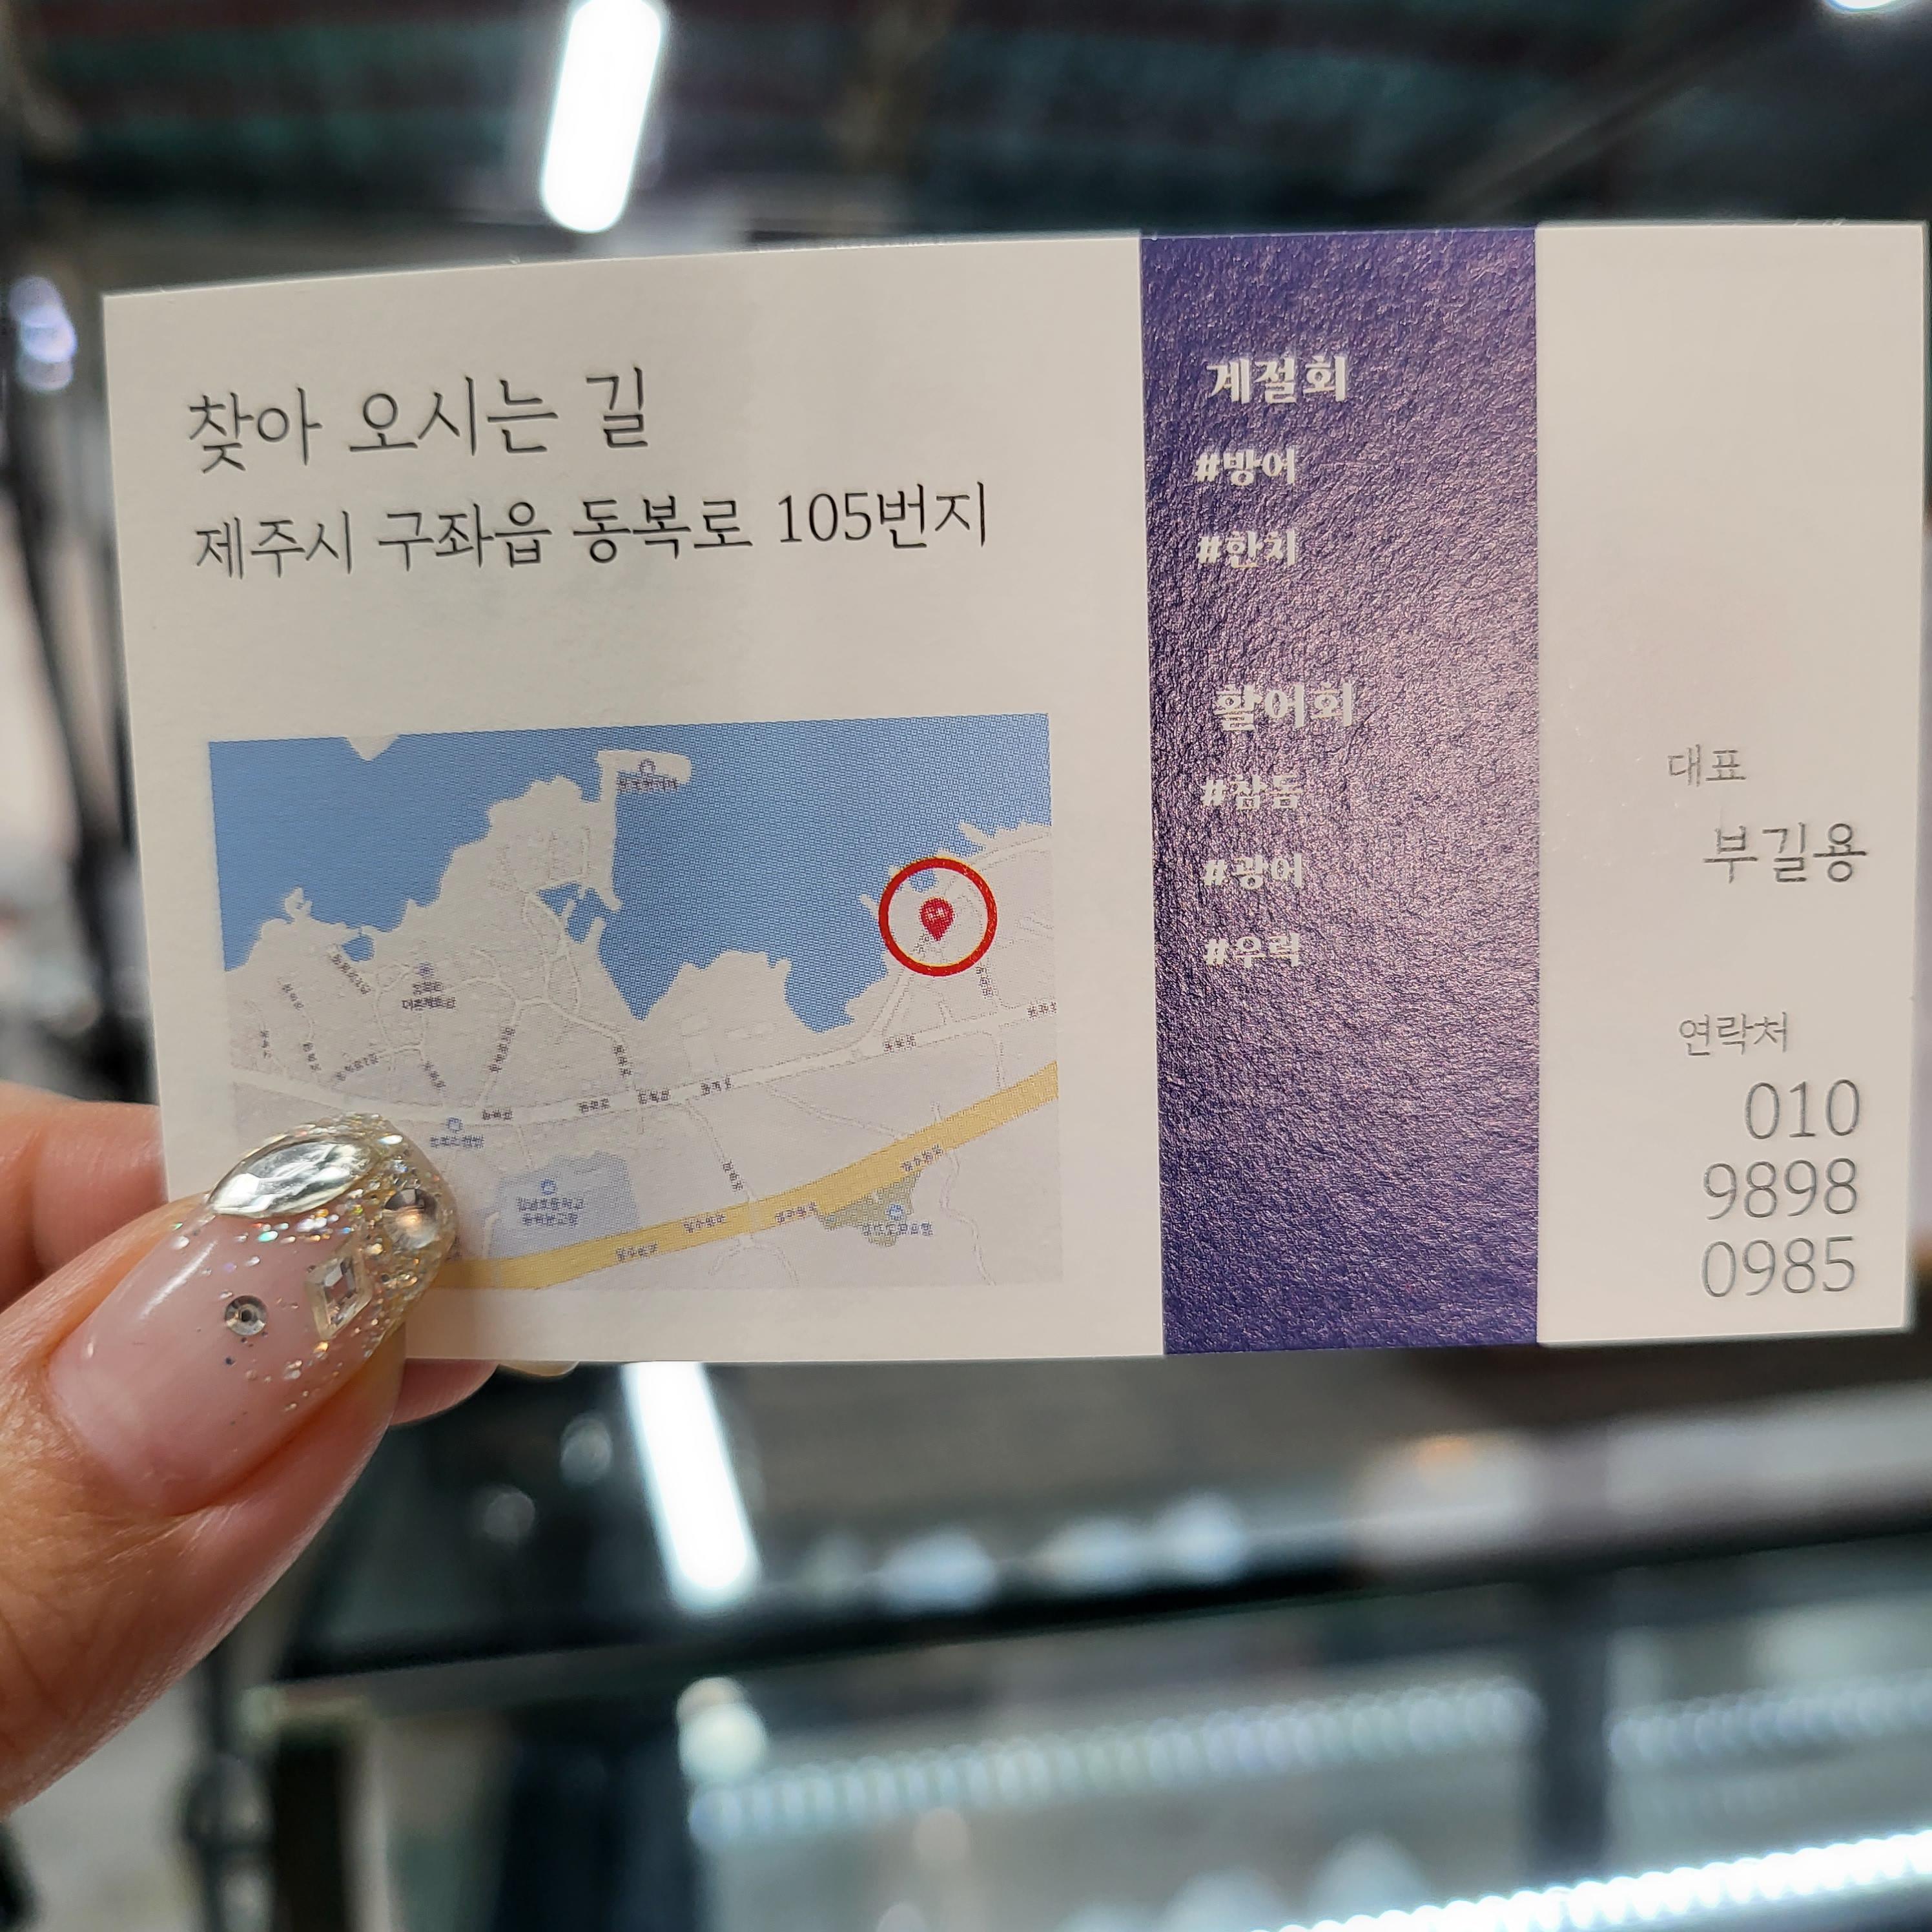 찾아 오시는 길
제주시 구좌읍 동복로 105번지
계절회
#방어
#한치
활어회
#참돔
#광어
#우럭
대표
부길용
연락처
010
9898
0985